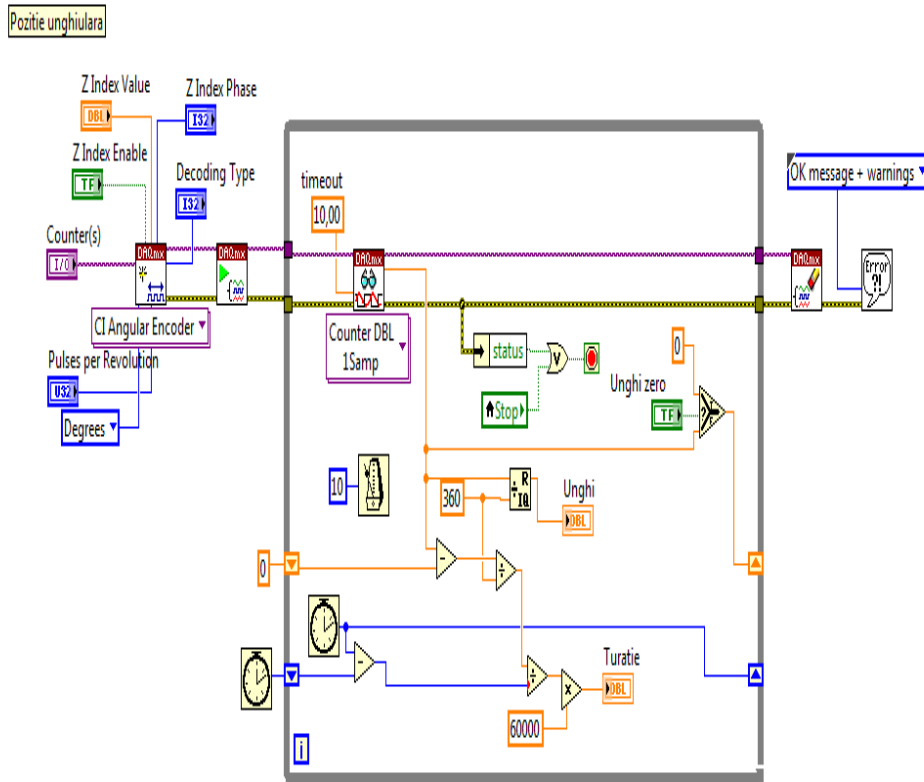 Pozitie unghiulara
Z Index Value
DBL
Z Index Phase
I32
Z Index Enable
TF
Decoding Type
I32
timeout
10,00
OK message + warnings
Counter(s)
I/O
DAQmx
DAQmx
DAQmx
DAQmx
Error
?!
CI Angular Encoder
Counter DBL
1Samp
status
V
0
Pulses per Revolution
U32
Stop
Unghi zero
TF
?
Degrees
10
360
R
IQ
Unghi
DBL
0
-
÷
-
÷
x
Turatie
DBL
60000
i